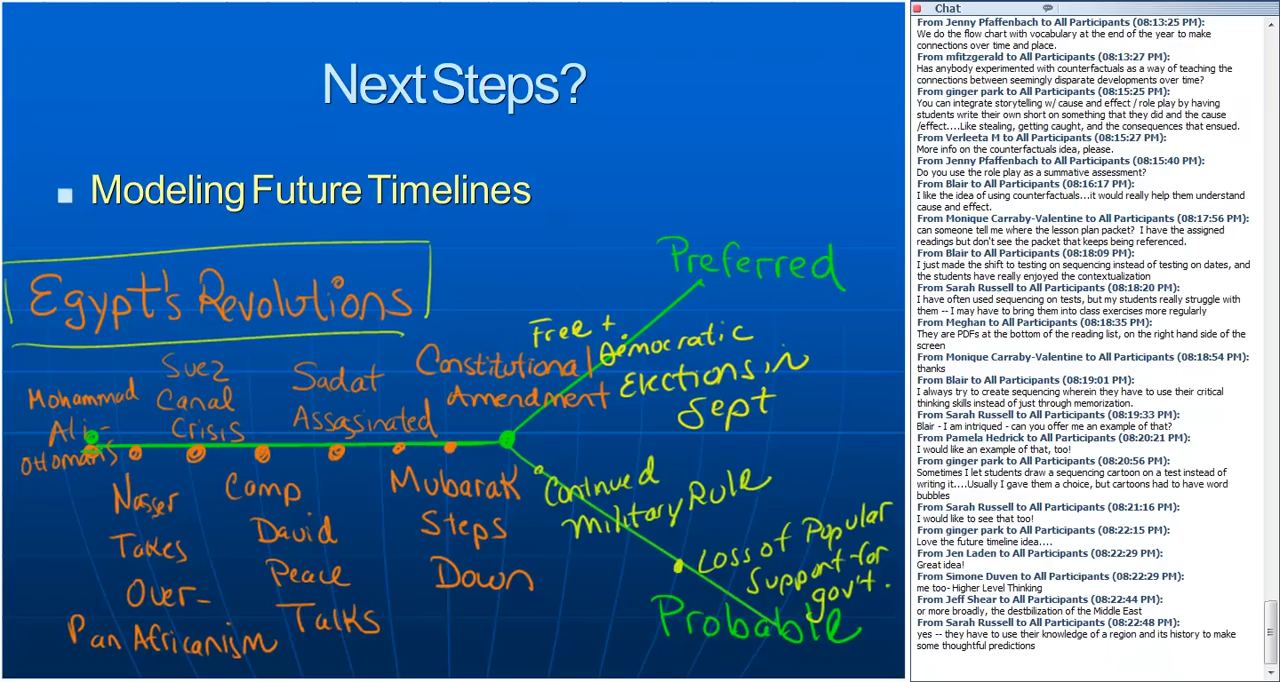 Next Steps?
Modeling Future Timelines
Egypt's Revolutions
Mohammad
Ali-
Ottomans
Suez
Canal
Crisis
Sadat
Assasinated
Constitutional
Amendment
Nasser
Takes
Over-
Pan Africanism
Camp
David
Peace
Talks
Mubarak
Steps
Down
Preferred
Free +
Democratic
Elections in
Sept
Continued
Military Rule
Loss of Popular
Support for
gov't.
Probable
Chat
From Jenny Pfaffenbach to All Participants (08:13:25 PM):
We do the flow chart with vocabulary at the end of the year to make
connections over time and place.
From mfitzgerald to All Participants (08:13:27 PM):
Has anybody experimented with counterfactuals as a way of teaching the
connections between seemingly disparate developments over time?
From ginger park to All Participants (08:15:25 PM):
You can integrate storytelling w/ cause and effect / role play by having
students write their own short on something that they did and the cause
/effect....Like stealing, getting caught, and the consequences that ensued.
From Verleeta M to All Participants (08:15:27 PM):
More info on the counterfactuals idea, please.
From Jenny Pfaffenbach to All Participants (08:15:40 PM):
Do you use the role play as a summative assessment?
From Blair to All Participants (08:16:17 PM):
I like the idea of using counterfactuals...it would really help them understand
cause and effect.
From Monique Carraby-Valentine to All Participants (08:17:56 PM):
can someone tell me where the lesson plan packet? I have the assigned
readings but don't see the packet that keeps being referenced.
From Blair to All Participants (08:18:09 PM):
I just made the shift to testing on sequencing instead of testing on dates, and
the students have really enjoyed the contextualization
From Sarah Russell to All Participants (08:18:20 PM):
I have often used sequencing on tests, but my students really struggle with
them -- I may have to bring them into class exercises more regularly
From Meghan to All Participants (08:18:35 PM):
They are PDFs at the bottom of the reading list, on the right hand side of the
screen
From Monique Carraby-Valentine to All Participants (08:18:54 PM):
thanks
From Blair to All Participants (08:19:01 PM):
I always try to create sequencing wherein they have to use their critical
thinking skills instead of just through memorization.
From Sarah Russell to All Participants (08:19:33 PM):
Blair - I am intriqued - can you offer me an example of that?
From Pamela Hedrick to All Participants (08:20:21 PM):
I would like an example of that, too!
From ginger park to All Participants (08:20:56 PM):
Sometimes I let students draw a sequencing cartoon on a test instead of
writing it....Usually I gave them a choice, but cartoons had to have word
bubbles
From Sarah Russell to All Participants (08:21:16 PM):
I would like to see that too!
From ginger park to All Participants (08:22:15 PM):
Love the future timeline idea....
From Jen Laden to All Participants (08:22:29 PM):
Great idea!
From Simone Duven to All Participants (08:22:29 PM):
me too- Higher Level Thinking
From Jeff Shear to All Participants (08:22:44 PM):
or more broadly, the destbilization of the Middle East
From Sarah Russell to All Participants (08:22:48 PM):
yes -- they have to use their knowledge of a region and its history to make
some thoughtful predictions